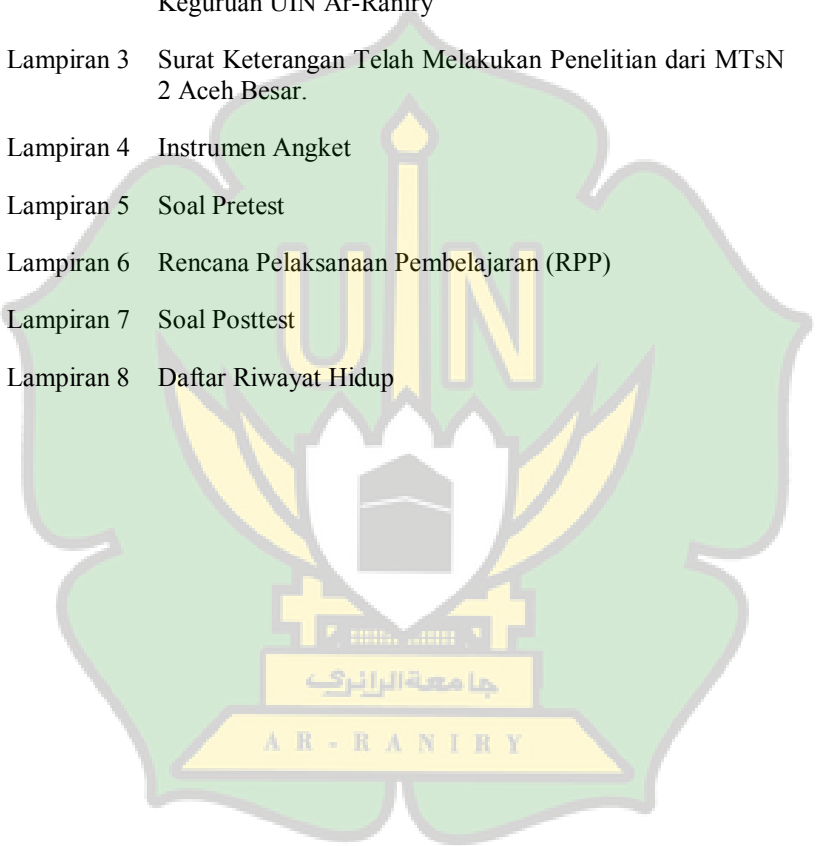 Keguruan UIN Ar-Raniry
Lampiran 3 Surat Keterangan Telah Melakukan Penelitian dari MTsN
2 Aceh Besar.
Lampiran 4 Instrumen Angket
Lampiran 5 Soal Pretest
Lampiran 6 Rencana Pelaksanaan Pembelajaran (RPP)
Lampiran 7 Soal Posttest
Lampiran 8 Daftar Riwayat Hidup
UIN
جامعة الرانري
AR-RANIRY